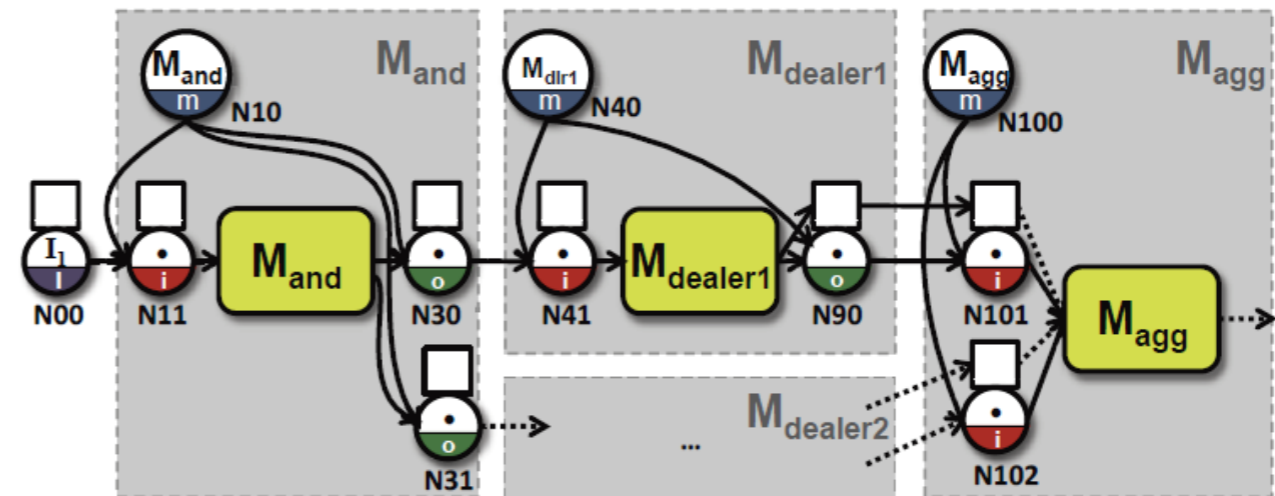 M_and
m
N10
M_and
M_dlr1
m
N40
M_dealer1
M_agg
m
N100
M_agg
I_1
I
N00
•
i
N11
M_and
•
o
N30
•
i
N41
M_dealer1
•
o
N90
•
i
N101
M_agg
•
o
N31
...
M_dealer2
•
i
N102